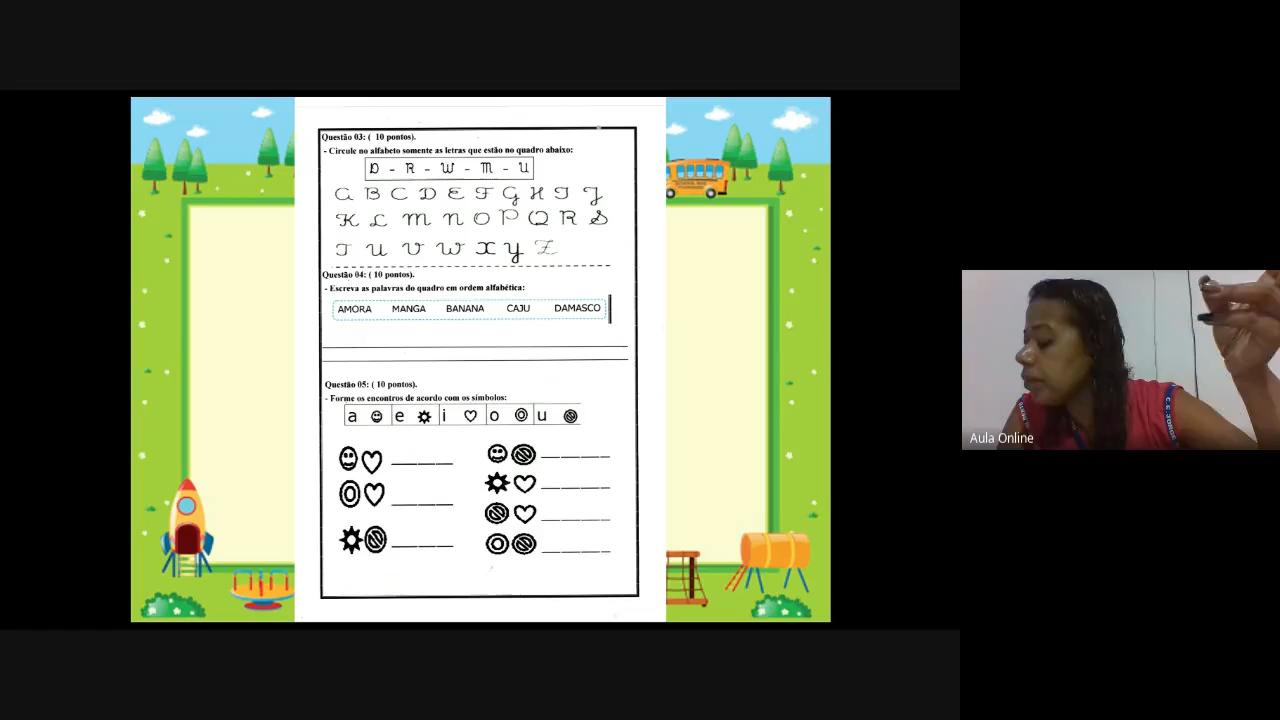 Questão 03: ( 10 pontos).
- Circule no alfabeto somente as letras que estão no quadro abaixo:
D - R - W - M - U
A B C D E F G H I J
K L M N O P Q R S
T U V W X Y Z
Questão 04: ( 10 pontos).
- Escreva as palavras do quadro em ordem alfabética:
AMORA MANGA BANANA CAJU DAMASCO
Questão 05: ( 10 pontos).
- Forme os encontros de acordo com os símbolos:
a e i o u
Aula Online